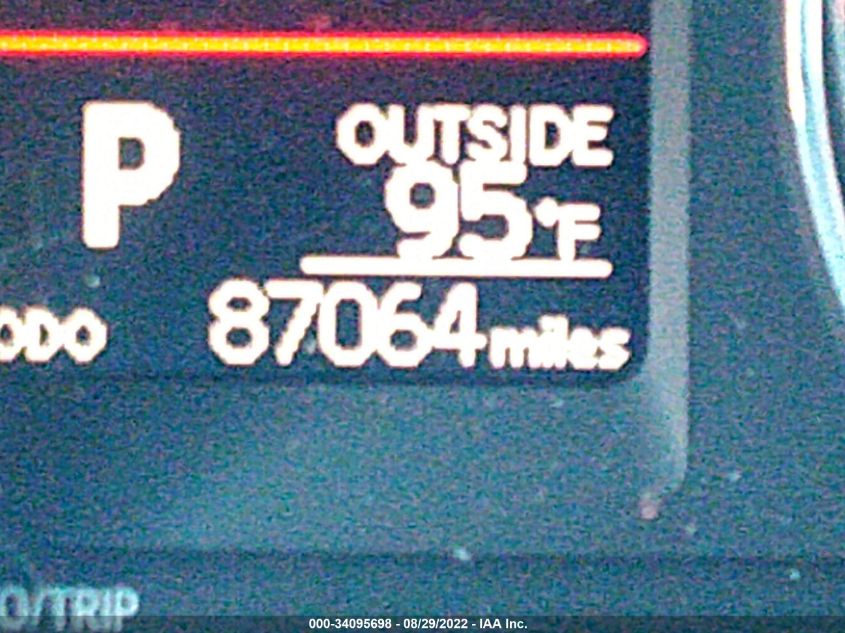 P
OUTSIDE
95°F
ODO 87064 miles
O/TRIP
000-34095698 - 08/29/2022 - IAA Inc.